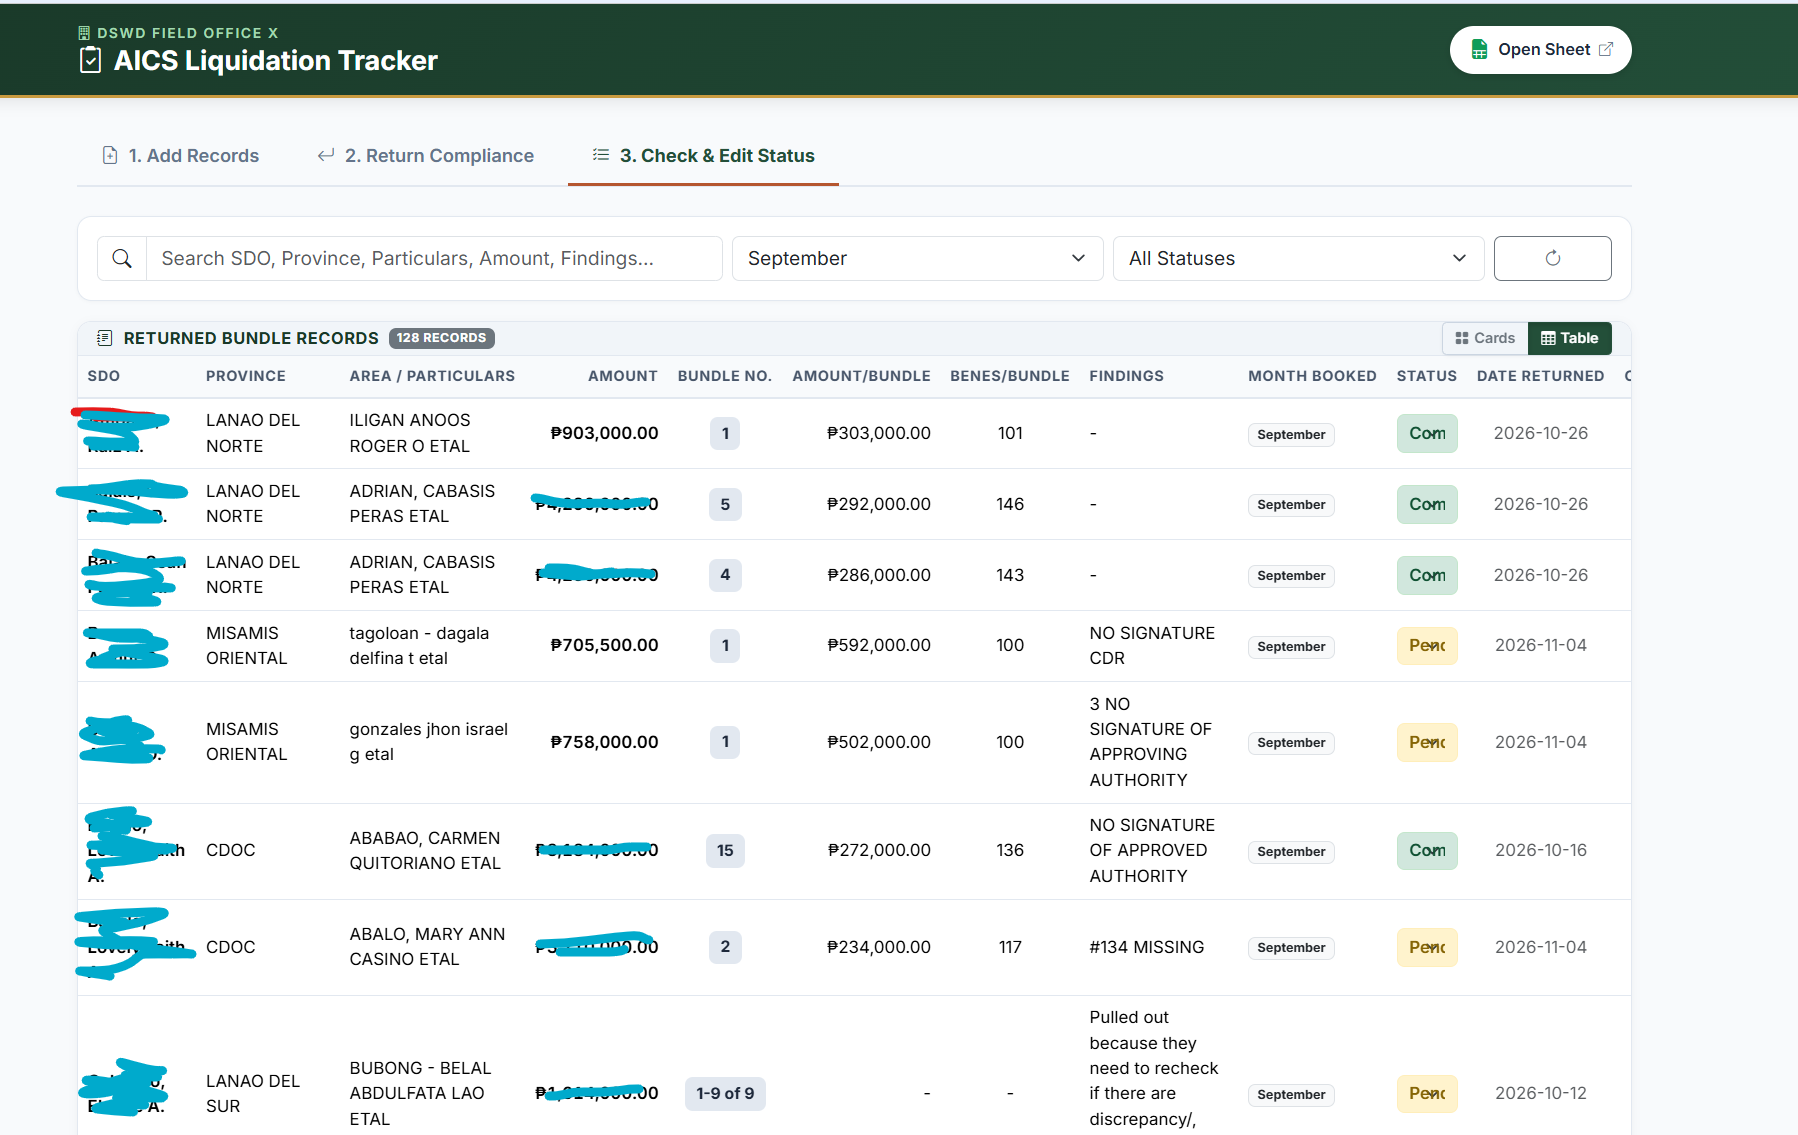 DSWD FIELD OFFICE X
AICS Liquidation Tracker
Open Sheet
1. Add Records
2. Return Compliance
3. Check & Edit Status
Search SDO, Province, Particulars, Amount, Findings...
September
All Statuses
RETURNED BUNDLE RECORDS 128 RECORDS
Cards
Table
SDO PROVINCE AREA / PARTICULARS AMOUNT BUNDLE NO. AMOUNT/BUNDLE BENES/BUNDLE FINDINGS MONTH BOOKED STATUS DATE RETURNED
LANAO DEL
NORTE
ILIGAN ANOOS
ROGER O ETAL
₱903,000.00 1 ₱303,000.00 101 - September Com 2026-10-26
LANAO DEL
NORTE
ADRIAN, CABASIS
PERAS ETAL
5 ₱292,000.00 146 - September Com 2026-10-26
LANAO DEL
NORTE
ADRIAN, CABASIS
PERAS ETAL
4 ₱286,000.00 143 - September Com 2026-10-26
MISAMIS
ORIENTAL
tagoloan - dagala
delfina t etal
₱705,500.00 1 ₱592,000.00 100
NO SIGNATURE
CDR
September Pend 2026-11-04
MISAMIS
ORIENTAL
gonzales jhon israel
g etal
₱758,000.00 1 ₱502,000.00 100
3 NO
SIGNATURE OF
APPROVING
AUTHORITY
September Pend 2026-11-04
CDOC
ABABAO, CARMEN
QUITORIANO ETAL
15 ₱272,000.00 136
NO SIGNATURE
OF APPROVED
AUTHORITY
September Com 2026-10-16
CDOC
ABALO, MARY ANN
CASINO ETAL
2 ₱234,000.00 117 #134 MISSING September Pend 2026-11-04
LANAO DEL
SUR
BUBONG - BELAL
ABDULFATA LAO
ETAL
1-9 of 9 - -
Pulled out
because they
need to recheck
if there are
discrepancy/,
September Pend 2026-10-12